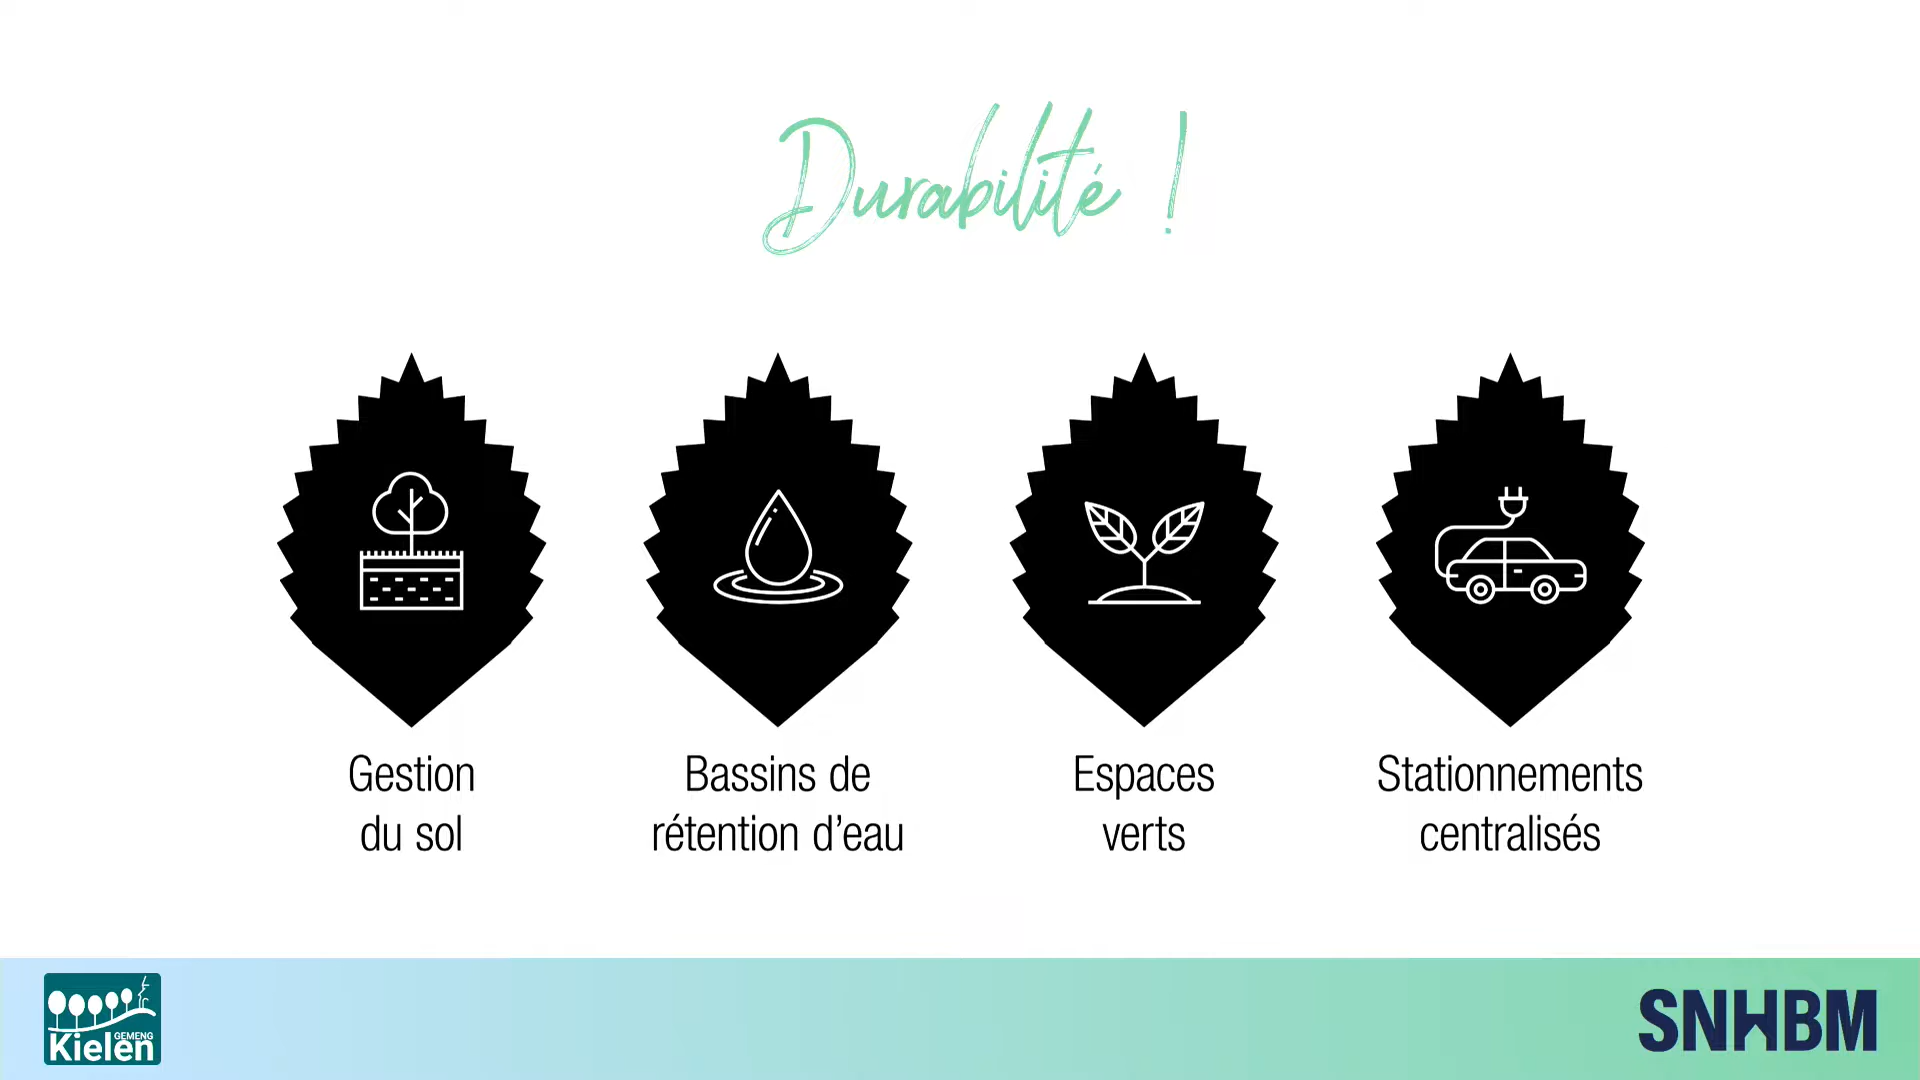 Durabilité !
Gestion
du sol
Bassins de
rétention d’eau
Espaces
verts
Stationnements
centralisés
GEMENG
Kielen
SNHBM